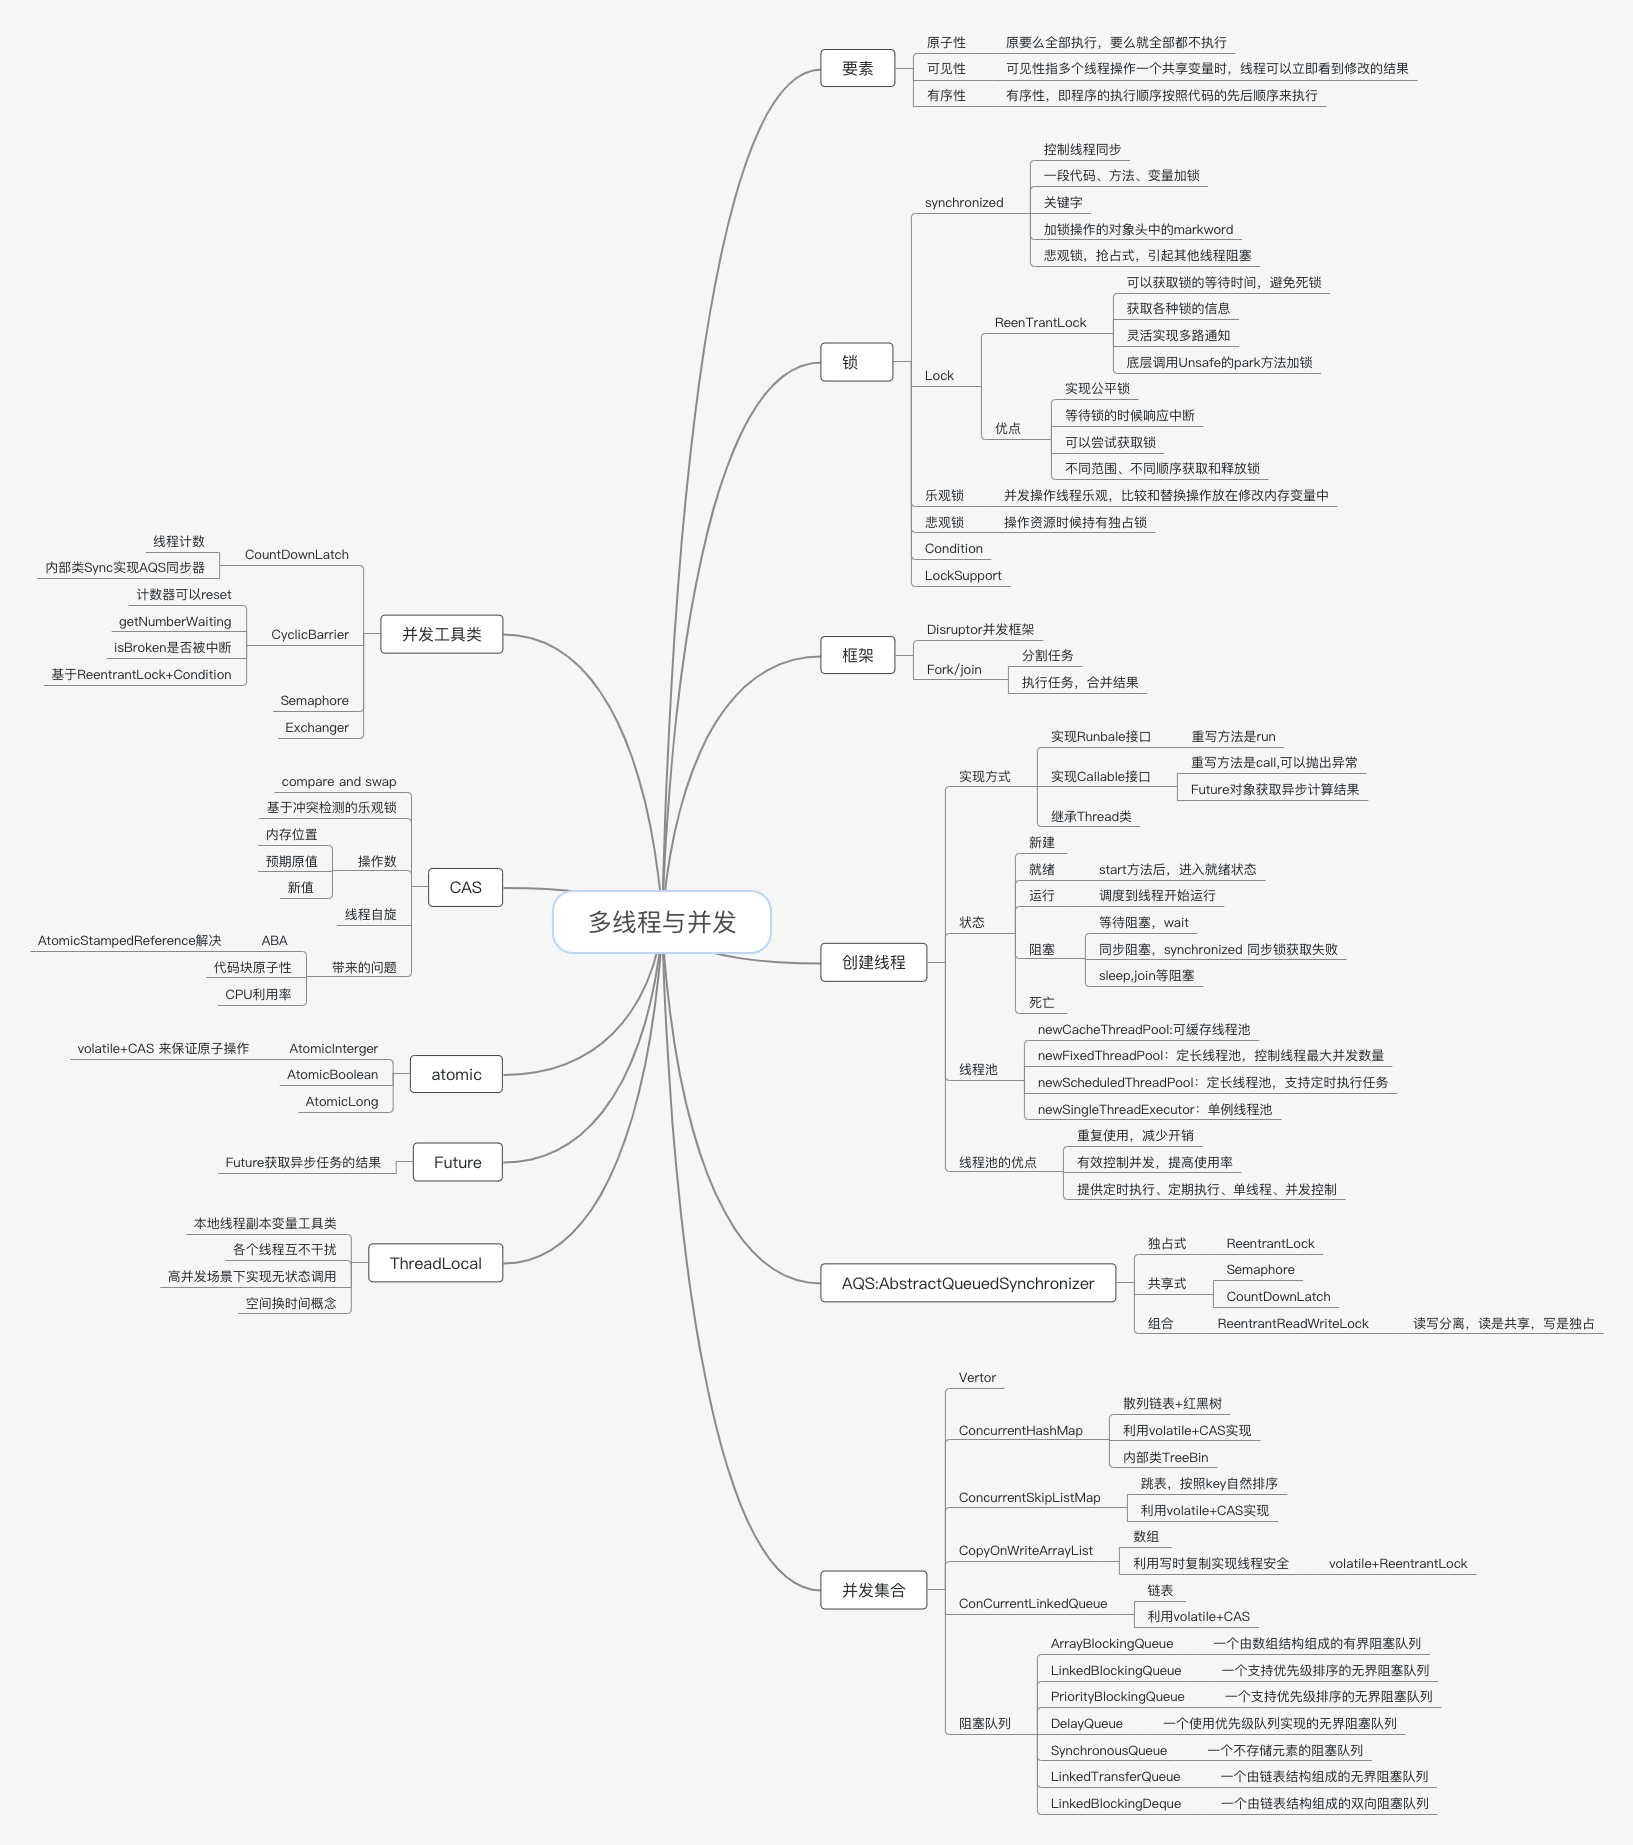 多线程与并发
要素
原子性
原要么全部执行，要么就全部都不执行
可见性
可见性指多个线程操作一个共享变量时，线程可以立即看到修改的结果
有序性
有序性，即程序的执行顺序按照代码的先后顺序来执行
锁
synchronized
控制线程同步
一段代码、方法、变量加锁
关键字
加锁操作的对象头中的markword
悲观锁，抢占式，引起其他线程阻塞
Lock
ReenTrantLock
可以获取锁的等待时间，避免死锁
获取各种锁的信息
灵活实现多路通知
底层调用Unsafe的park方法加锁
优点
实现公平锁
等待锁的时候响应中断
可以尝试获取锁
不同范围、不同顺序获取和释放锁
乐观锁
并发操作线程乐观，比较和替换操作放在修改内存变量中
悲观锁
操作资源时候持有独占锁
Condition
LockSupport
框架
Disruptor并发框架
Fork/join
分割任务
执行任务，合并结果
创建线程
实现方式
实现Runbale接口
重写方法是run
实现Callable接口
重写方法是call,可以抛出异常
Future对象获取异步计算结果
继承Thread类
状态
新建
就绪
start方法后，进入就绪状态
运行
调度到线程开始运行
阻塞
等待阻塞，wait
同步阻塞，synchronized 同步锁获取失败
sleep,join等阻塞
死亡
线程池
newCacheThreadPool:可缓存线程池
newFixedThreadPool：定长线程池，控制线程最大并发数量
newScheduledThreadPool：定长线程池，支持定时执行任务
newSingleThreadExecutor：单例线程池
线程池的优点
重复使用，减少开销
有效控制并发，提高使用率
提供定时执行、定期执行、单线程、并发控制
AQS:AbstractQueuedSynchronizer
独占式
ReentrantLock
共享式
Semaphore
CountDownLatch
组合
ReentrantReadWriteLock
读写分离，读是共享，写是独占
并发集合
Vertor
ConcurrentHashMap
散列链表+红黑树
利用volatile+CAS实现
内部类TreeBin
ConcurrentSkipListMap
跳表，按照key自然排序
利用volatile+CAS实现
CopyOnWriteArrayList
数组
利用写时复制实现线程安全
volatile+ReentrantLock
ConCurrentLinkedQueue
链表
利用volatile+CAS
阻塞队列
ArrayBlockingQueue
一个由数组结构组成的有界阻塞队列
LinkedBlockingQueue
一个支持优先级排序的无界阻塞队列
PriorityBlockingQueue
一个支持优先级排序的无界阻塞队列
DelayQueue
一个使用优先级队列实现的无界阻塞队列
SynchronousQueue
一个不存储元素的阻塞队列
LinkedTransferQueue
一个由链表结构组成的无界阻塞队列
LinkedBlockingDeque
一个由链表结构组成的双向阻塞队列
并发工具类
CountDownLatch
线程计数
内部类Sync实现AQS同步器
CyclicBarrier
计数器可以reset
getNumberWaiting
isBroken是否被中断
基于ReentrantLock+Condition
Semaphore
Exchanger
CAS
compare and swap
基于冲突检测的乐观锁
操作数
内存位置
预期原值
新值
线程自旋
带来的问题
ABA
AtomicStampedReference解决
代码块原子性
CPU利用率
atomic
AtomicInterger
volatile+CAS 来保证原子操作
AtomicBoolean
AtomicLong
Future
Future获取异步任务的结果
ThreadLocal
本地线程副本变量工具类
各个线程互不干扰
高并发场景下实现无状态调用
空间换时间概念